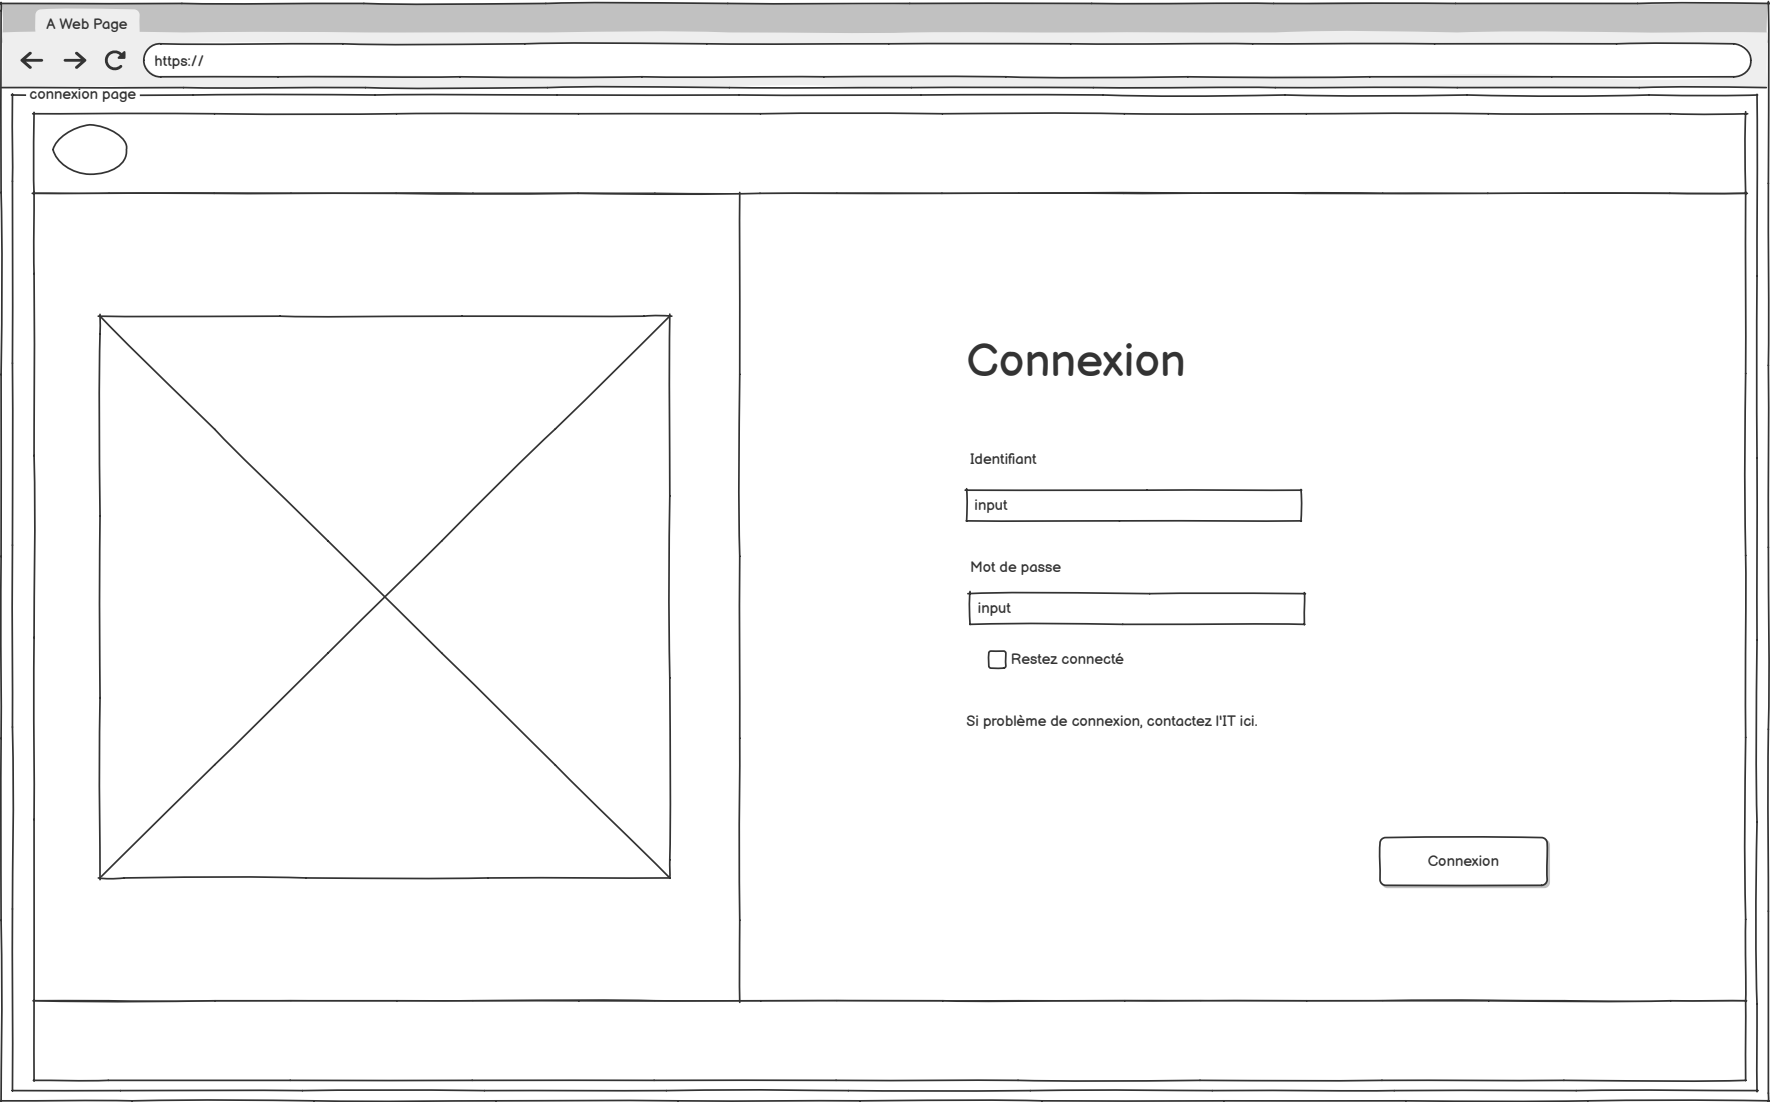 A Web Page
https://
connexion page
Connexion
Identifiant
input
Mot de passe
input
Restez connecté
Si problème de connexion, contactez l'IT ici.
Connexion